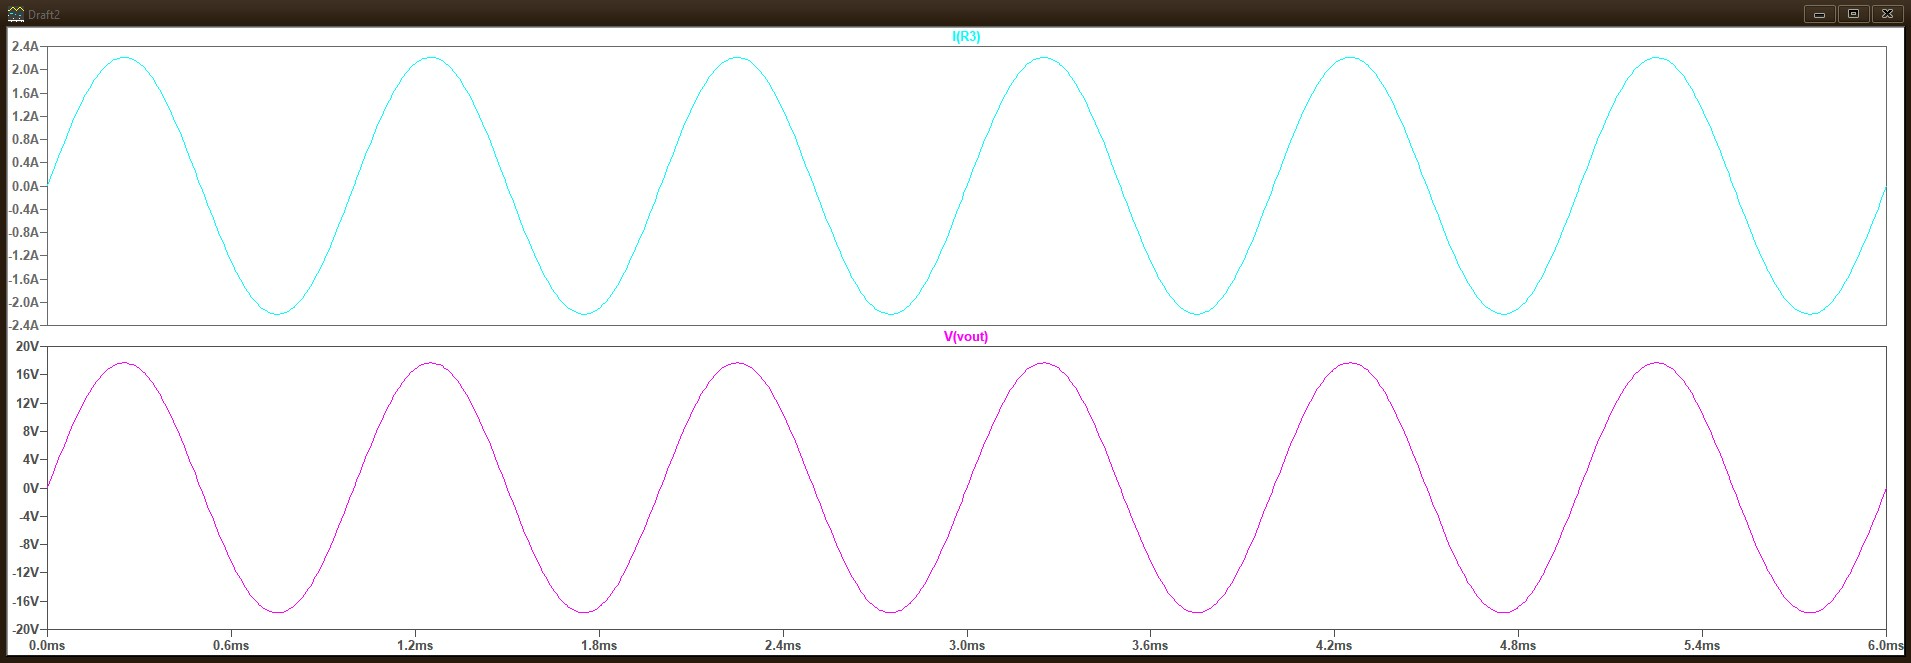 Draft2
I(R3)
2.4A
2.0A
1.6A
1.2A
0.8A
0.4A
0.0A
-0.4A
-0.8A
-1.2A
-1.6A
-2.0A
-2.4A
V(vout)
20V
16V
12V
8V
4V
0V
-4V
-8V
-12V
-16V
-20V
0.0ms 0.6ms 1.2ms 1.8ms 2.4ms 3.0ms 3.6ms 4.2ms 4.8ms 5.4ms 6.0ms